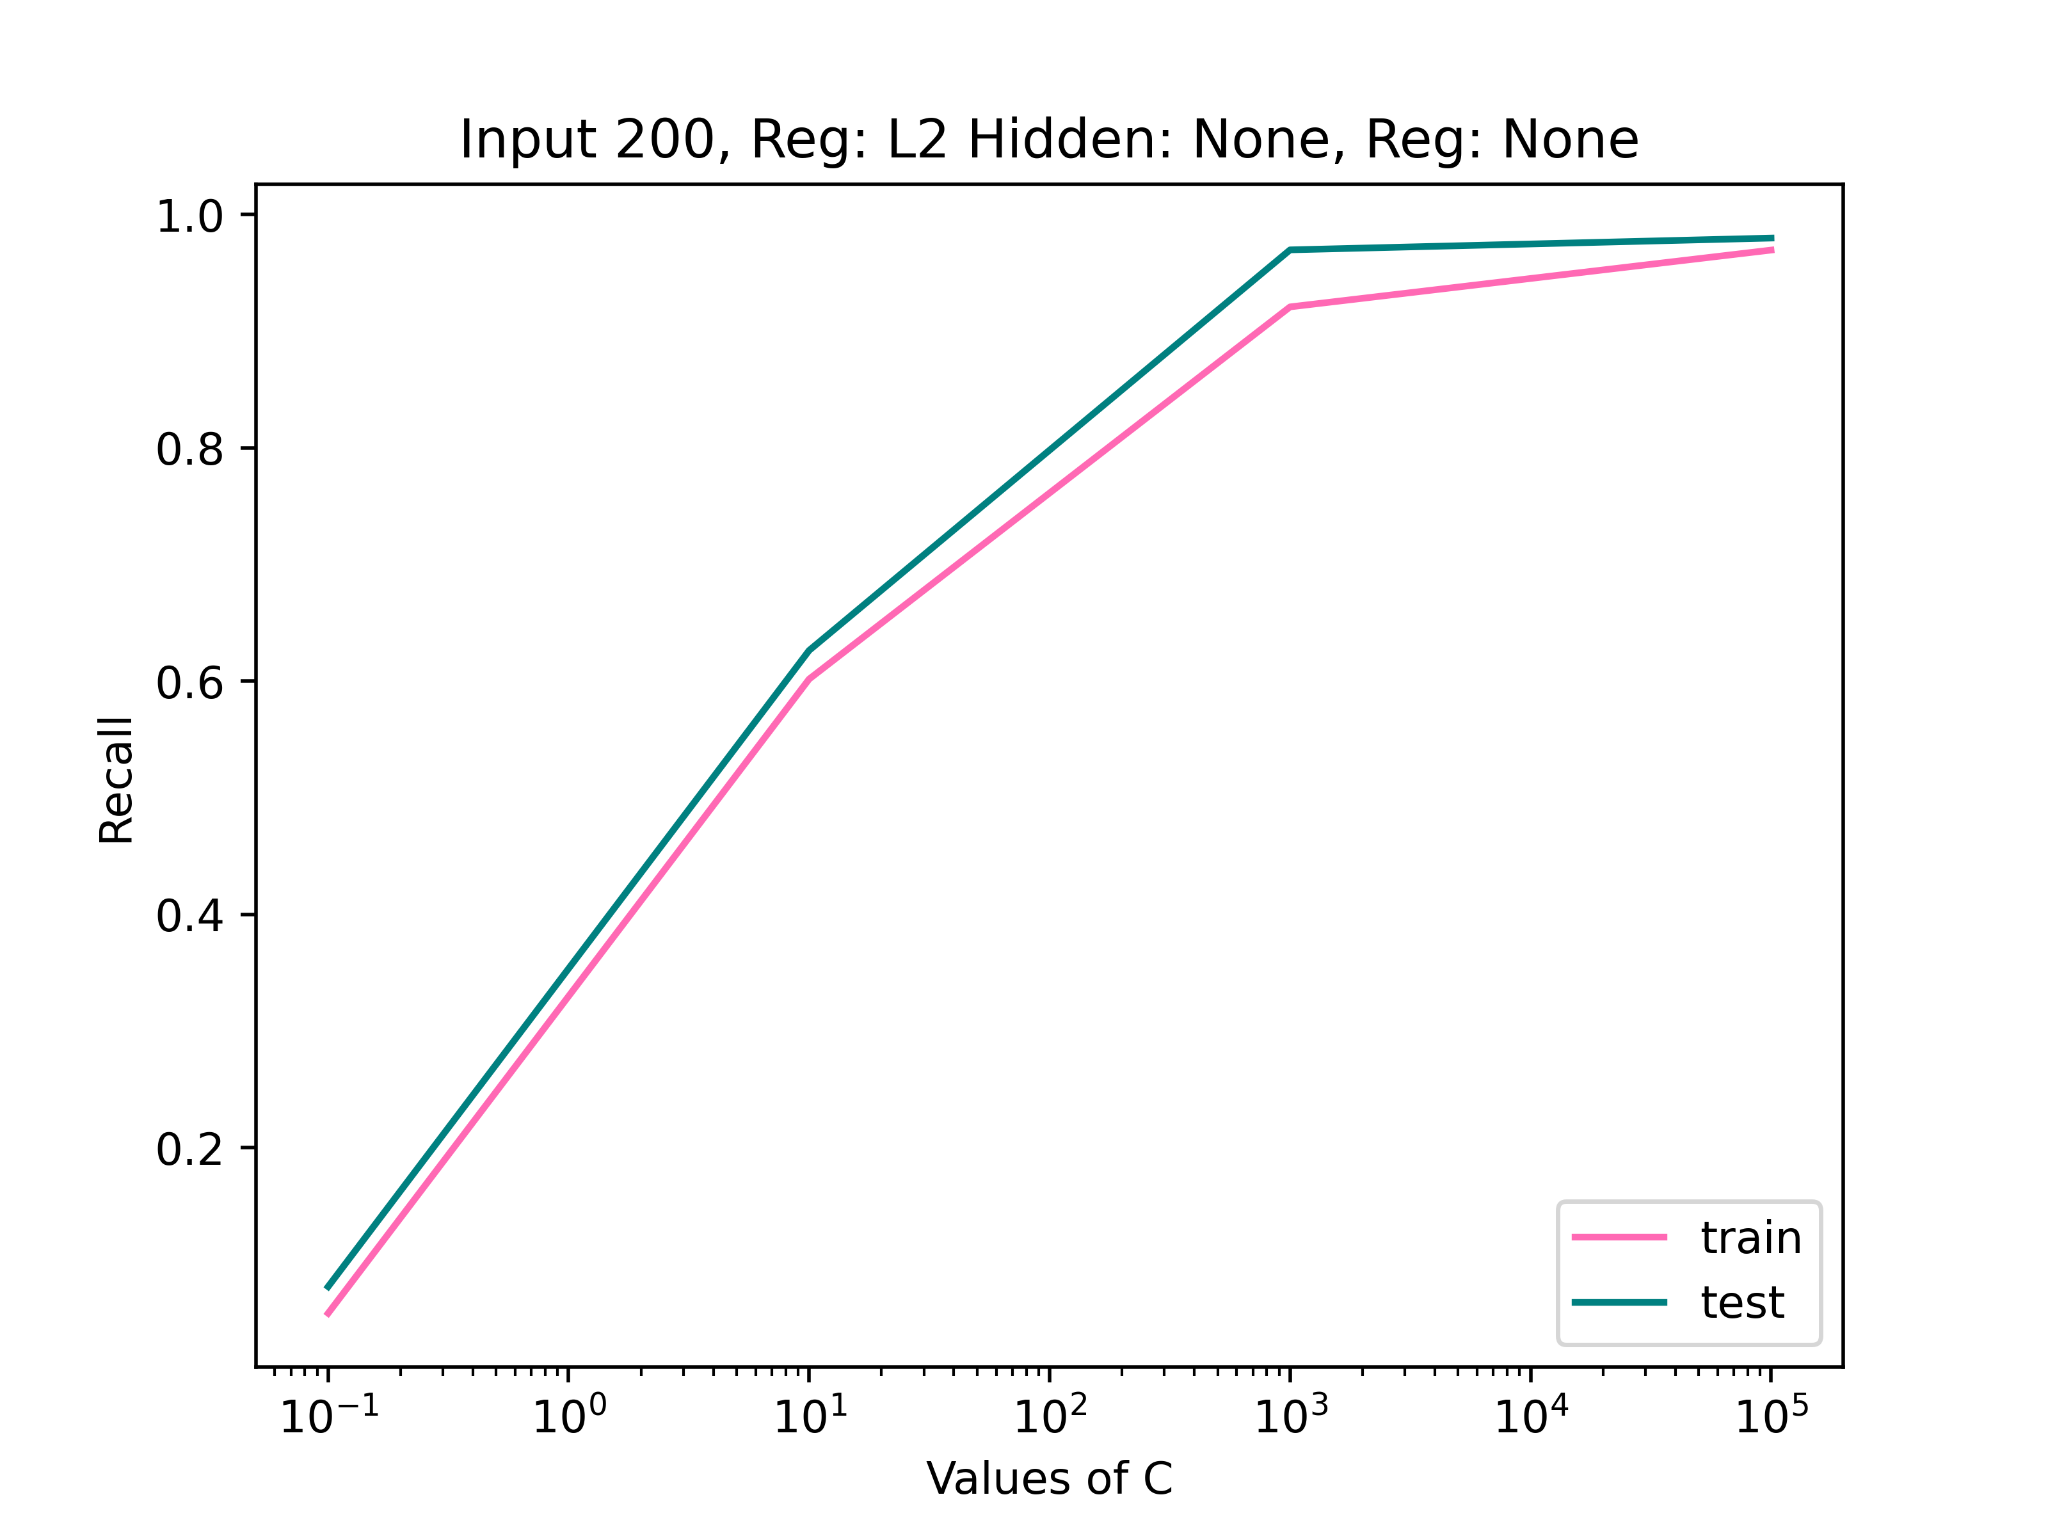 Input 200, Reg: L2 Hidden: None, Reg: None
1.0
0.8
0.6
0.4
0.2
Recall
10⁻¹ 10⁰ 10¹ 10² 10³ 10⁴ 10⁵
Values of C
train
test